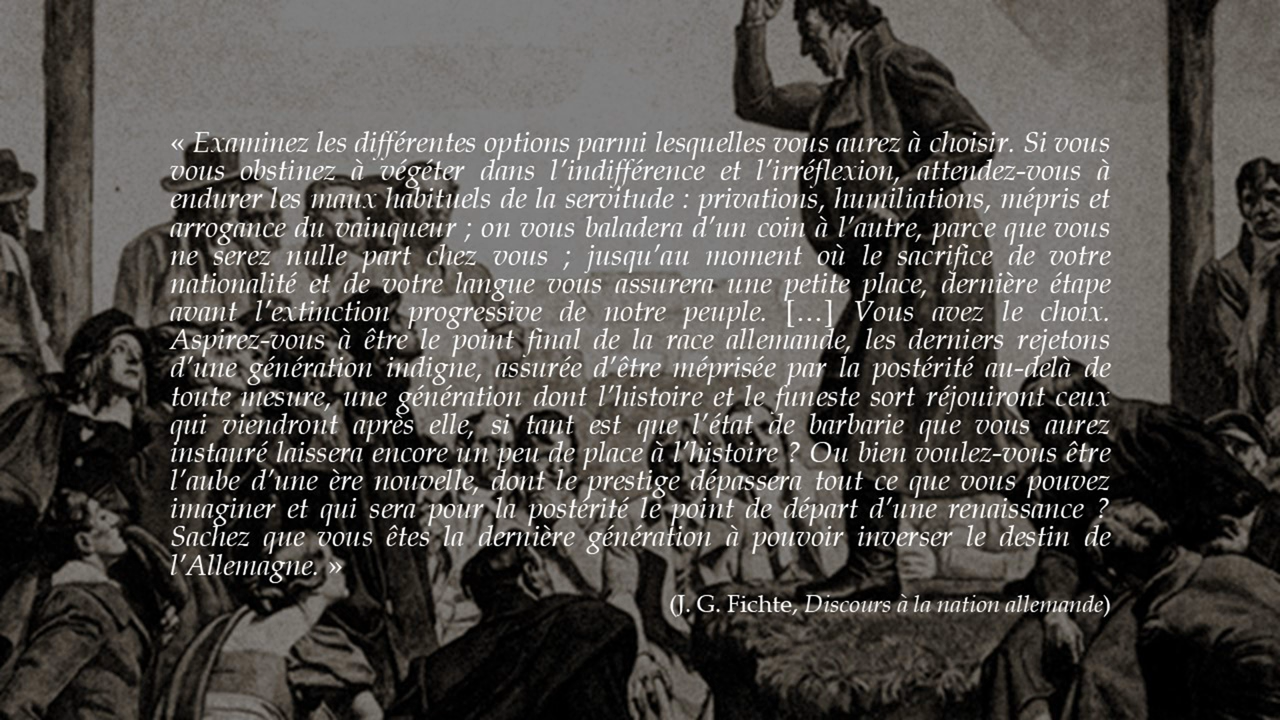 « Examinez les différentes options parmi lesquelles vous aurez à choisir. Si vous
vous obstinez à végéter dans l’indifférence et l’irréflexion, attendez-vous à
endurer les maux habituels de la servitude : privations, humiliations, mépris et
arrogance du vainqueur ; on vous baladera d’un coin à l’autre, parce que vous
ne serez nulle part chez vous ; jusqu’au moment où le sacrifice de votre
nationalité et de votre langue vous assurera une petite place, dernière étape
avant l’extinction progressive de notre peuple. […] Vous avez le choix.
Aspirez-vous à être le point final de la race allemande, les derniers rejetons
d’une génération indigne, assurée d’être méprisée par la postérité au-delà de
toute mesure, une génération dont l’histoire et le funeste sort réjouiront ceux
qui viendront après elle, si tant est que l’état de barbarie que vous aurez
instauré laissera encore un peu de place à l’histoire ? Ou bien voulez-vous être
l’aube d’une ère nouvelle, dont le prestige dépassera tout ce que vous pouvez
imaginer et qui sera pour la postérité le point de départ d’une renaissance ?
Sachez que vous êtes la dernière génération à pouvoir inverser le destin de
l’Allemagne. »
(J. G. Fichte, Discours à la nation allemande)